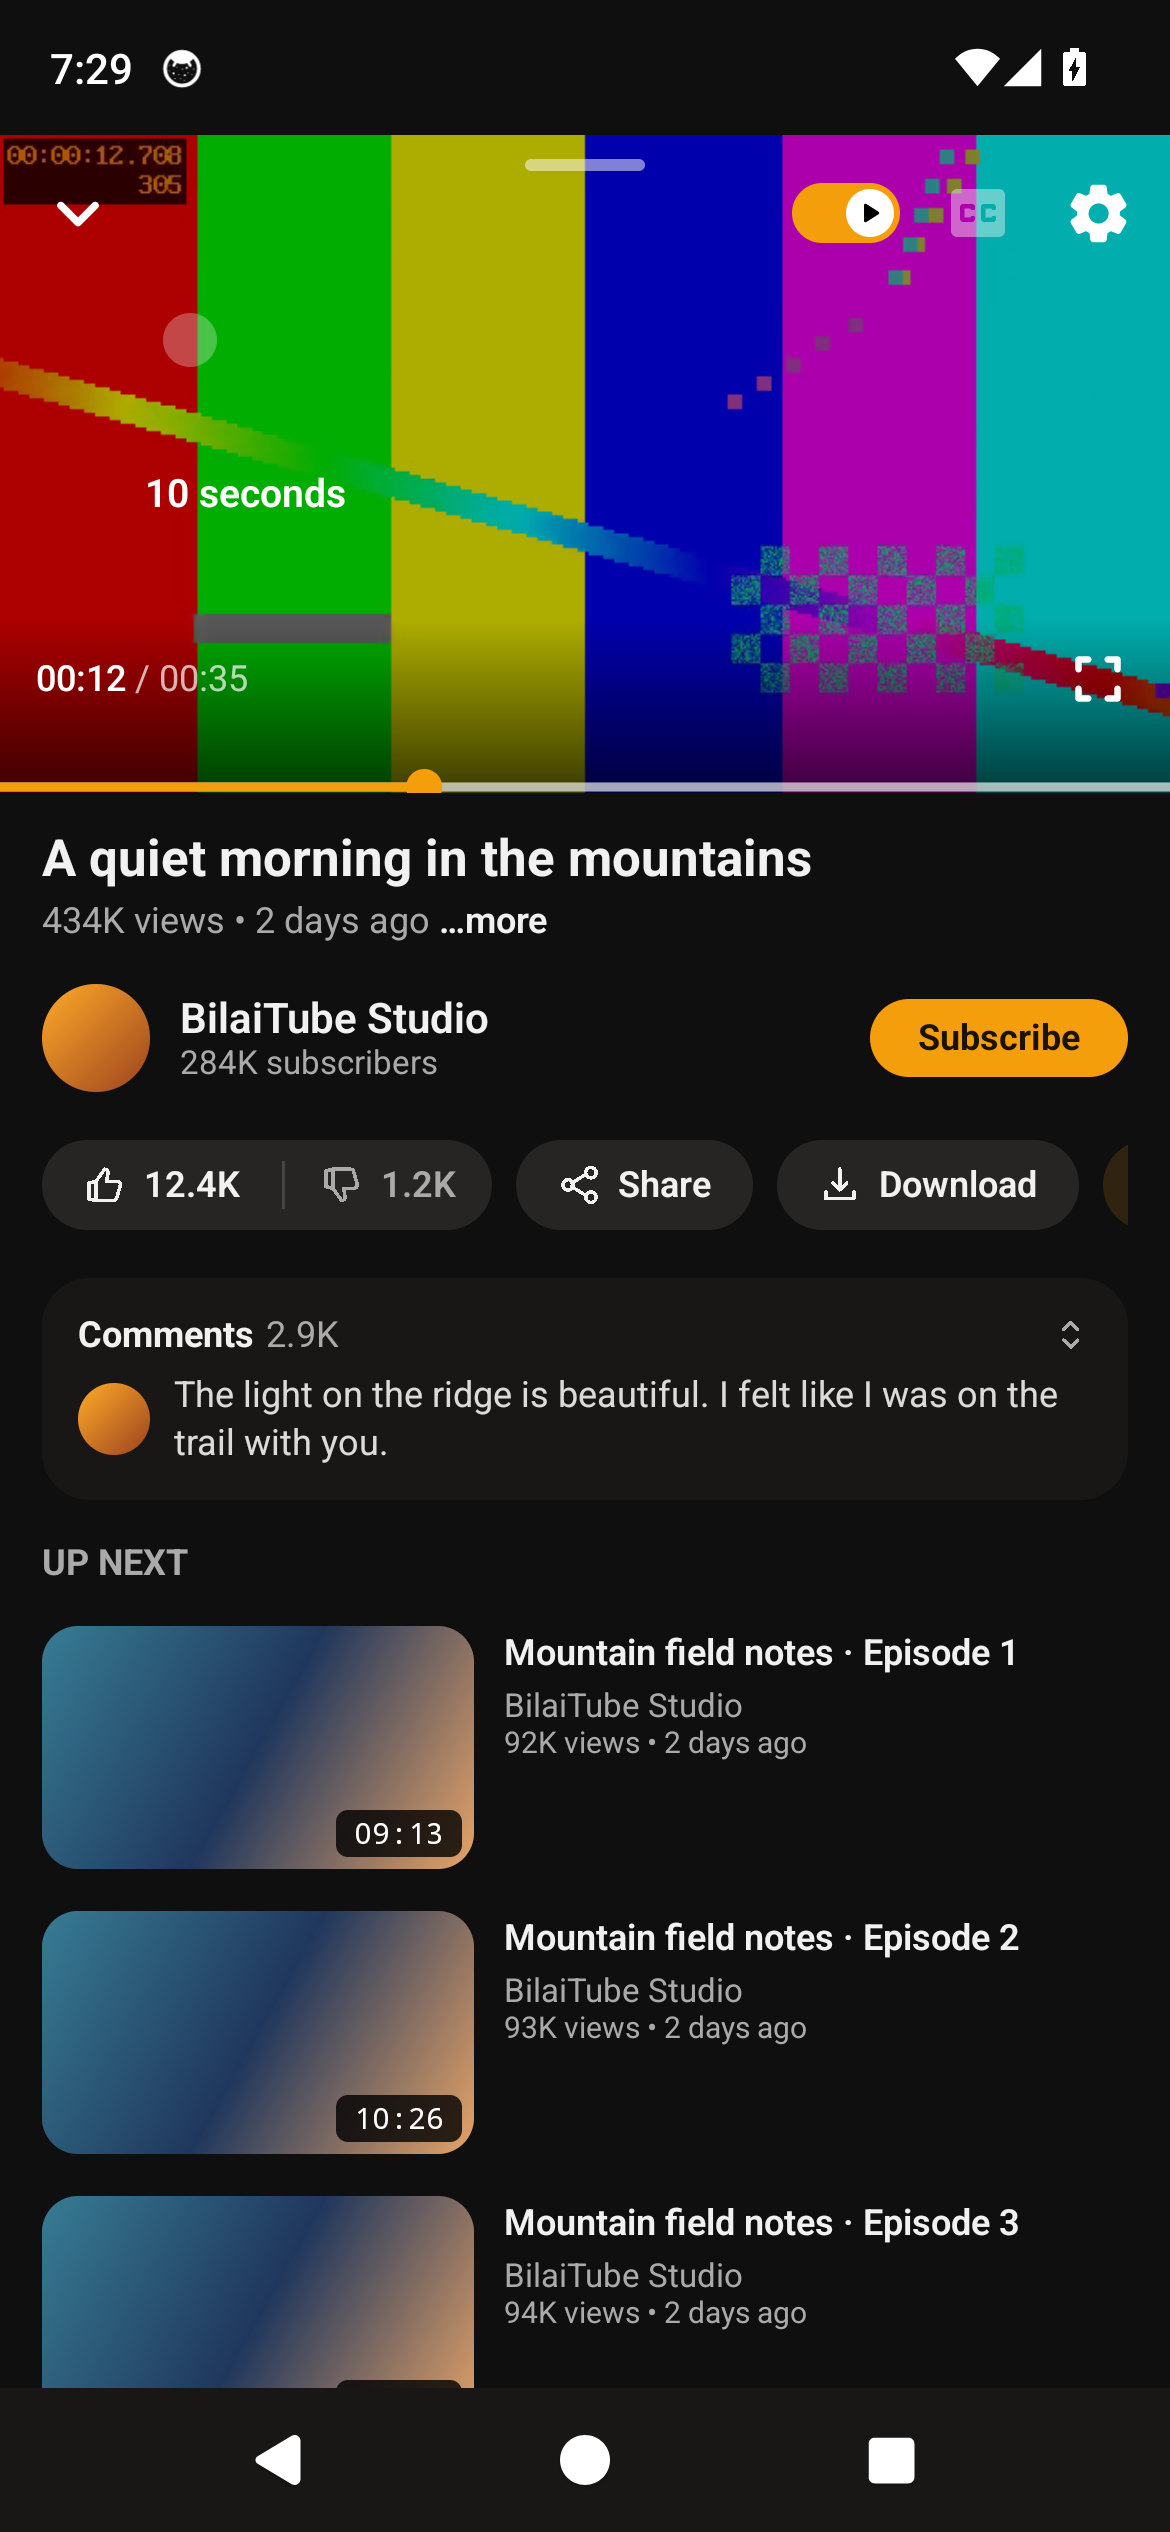 7:29
00:00:12.708
305
CC
10 seconds
00:12 / 00:35
A quiet morning in the mountains
434K views • 2 days ago ...more
BilaiTube Studio
284K subscribers
Subscribe
12.4K
1.2K
Share
Download
Comments 2.9K
The light on the ridge is beautiful. I felt like I was on the
trail with you.
UP NEXT
Mountain field notes · Episode 1
BilaiTube Studio
92K views • 2 days ago
09:13
Mountain field notes · Episode 2
BilaiTube Studio
93K views • 2 days ago
10:26
Mountain field notes · Episode 3
BilaiTube Studio
94K views • 2 days ago